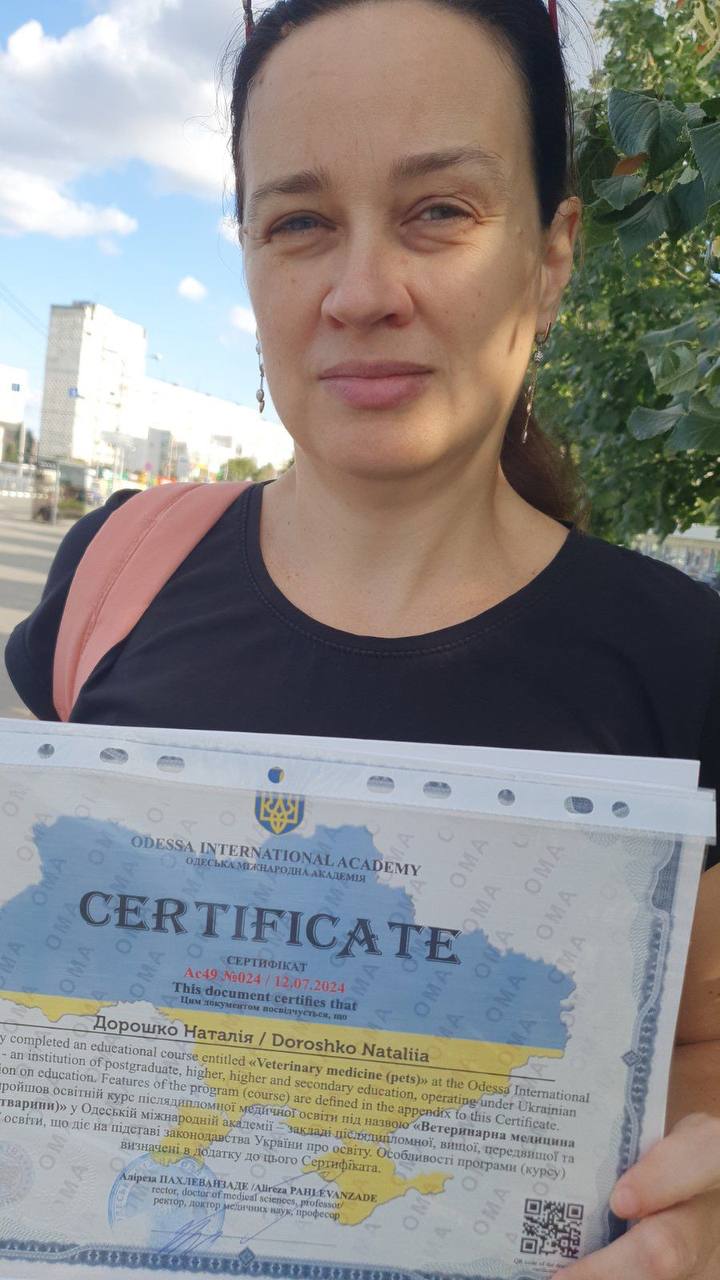 ODESSA INTERNATIONAL ACADEMY
ОДЕСЬКА МІЖНАРОДНА АКАДЕМІЯ
CERTIFICATE
СЕРТИФІКАТ
Ac49 №024 / 12.07.2024
This document certifies that
Цим документом посвідчується, що
Дорошко Наталія / Doroshko Nataliia
y completed an educational course entitled «Veterinary medicine (pets)» at the Odessa International
- an institution of postgraduate, higher, higher and secondary education, operating under Ukrainian
ion on education. Features of the program (course) are defined in the appendix to this Certificate.
пройшов освітній курс післядипломної медичної освіти під назвою «Ветеринарна медицина
тварини)» у Одеській міжнародній академії – закладі післядипломної, вищої, передвищої та
освіти, що діє на підставі законодавства України про освіту. Особливості програми (курсу)
визначені в додатку до цього Сертифіката.
Аліреза ПАХЛЕВАНЗАДЕ /Alireza PAHLEVANZADE
rector, doctor of medical sciences, professor/
ректор, доктор медичних наук, професор
OMA